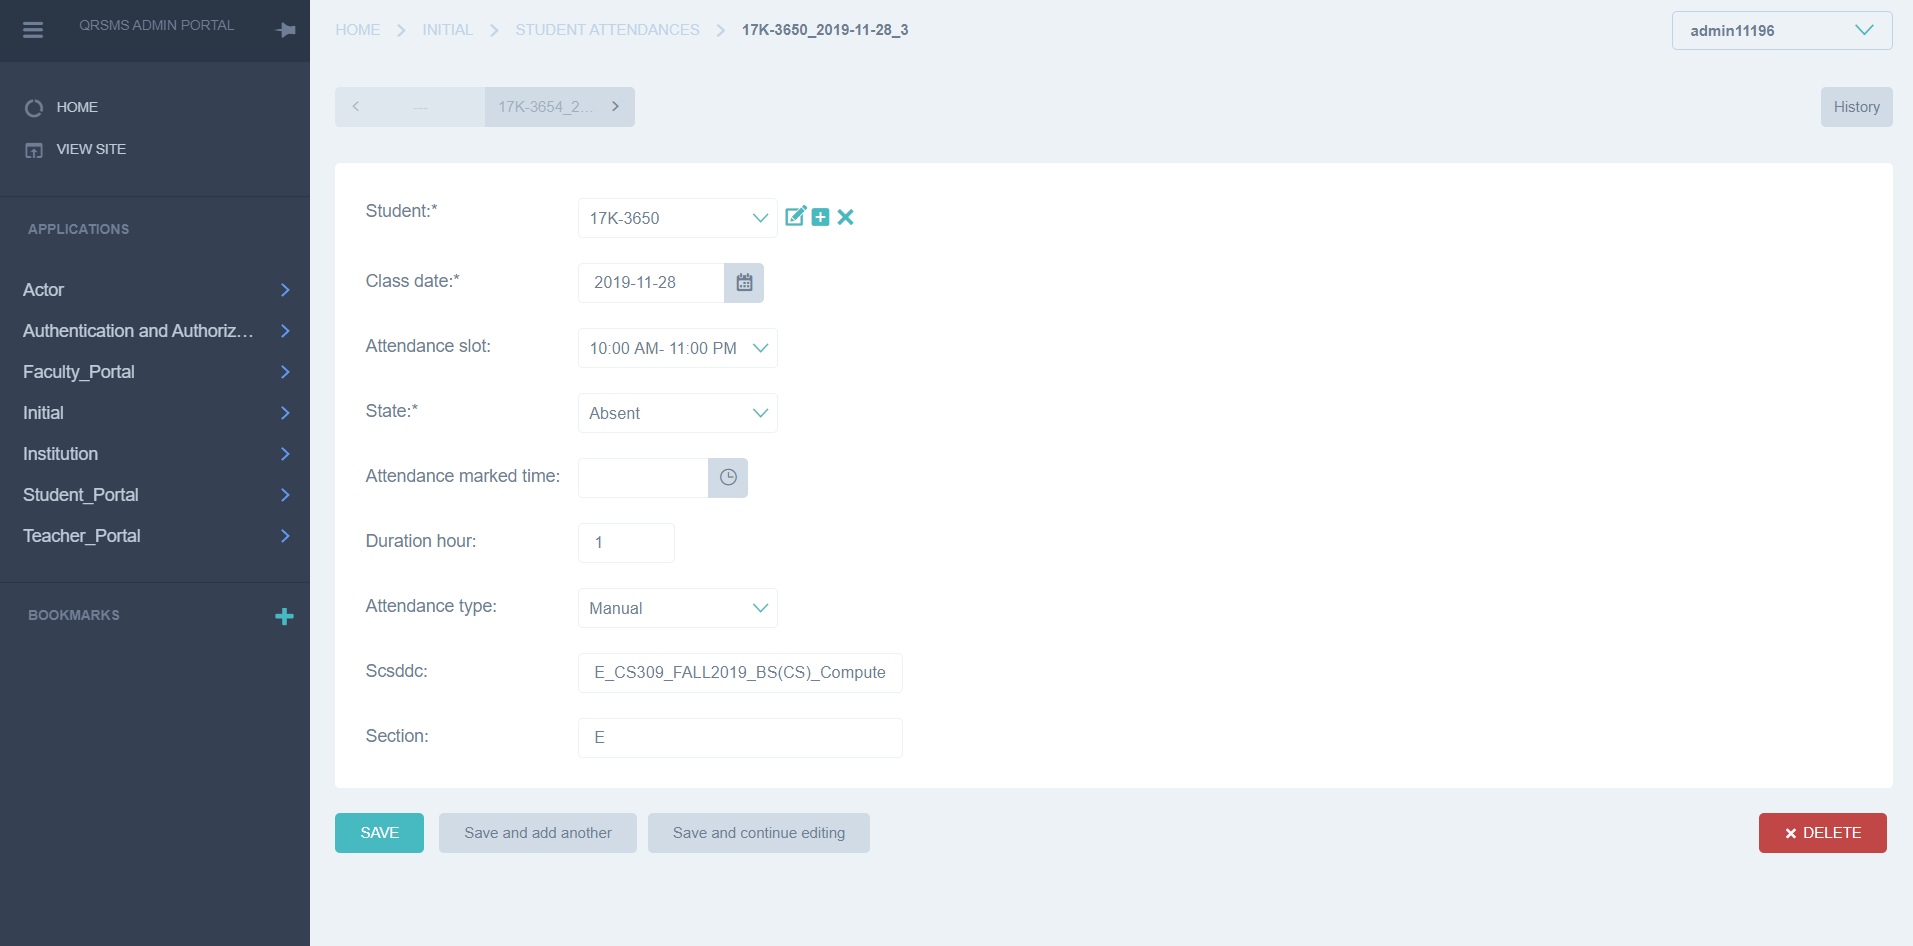 QRSMS ADMIN PORTAL
HOME
VIEW SITE
APPLICATIONS
Actor
Authentication and Authoriz...
Faculty_Portal
Initial
Institution
Student_Portal
Teacher_Portal
BOOKMARKS
HOME INITIAL STUDENT ATTENDANCES 17K-3650_2019-11-28_3
admin11196
--- 17K-3654_2...
History
Student:* 17K-3650
Class date:* 2019-11-28
Attendance slot: 10:00 AM- 11:00 PM
State:* Absent
Attendance marked time:
Duration hour: 1
Attendance type: Manual
Scsddc: E_CS309_FALL2019_BS(CS)_Compute
Section: E
SAVE Save and add another Save and continue editing DELETE